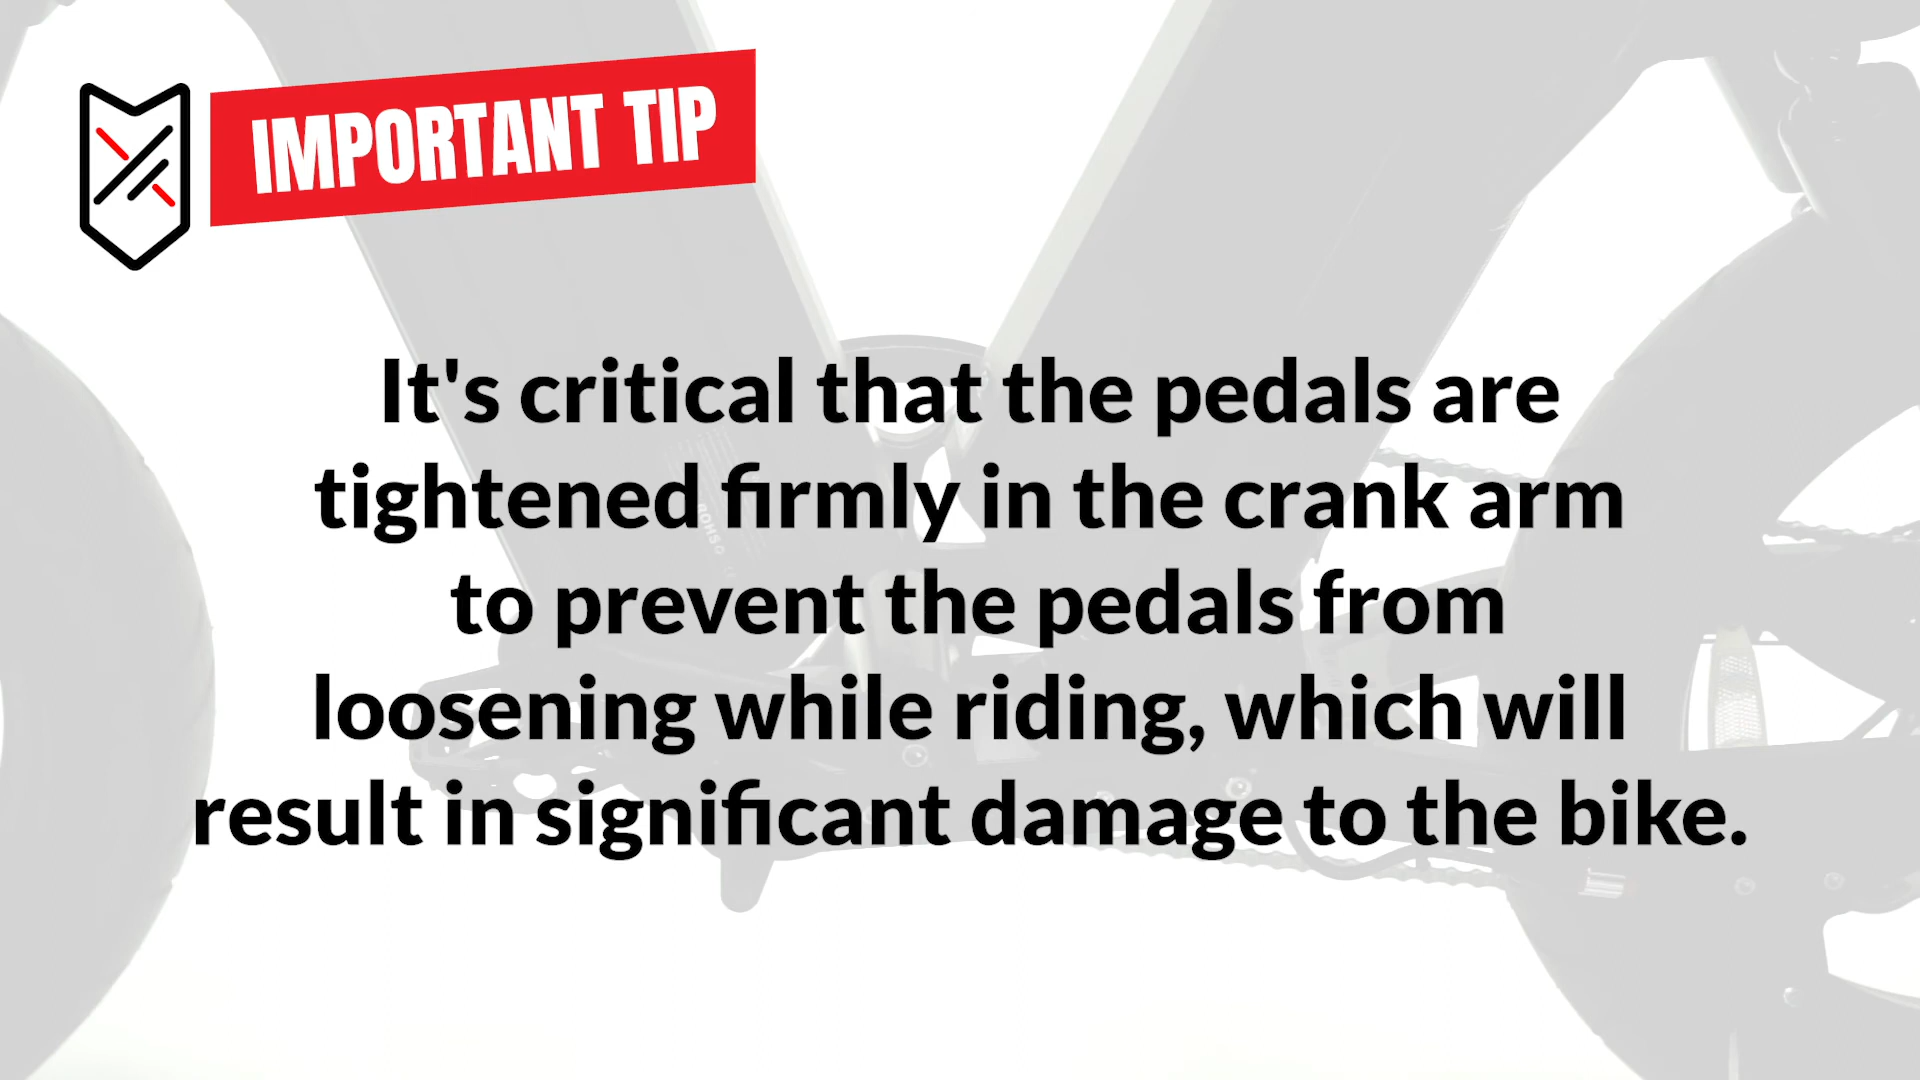 IMPORTANT TIP
It's critical that the pedals are
tightened firmly in the crank arm
to prevent the pedals from
loosening while riding, which will
result in significant damage to the bike.